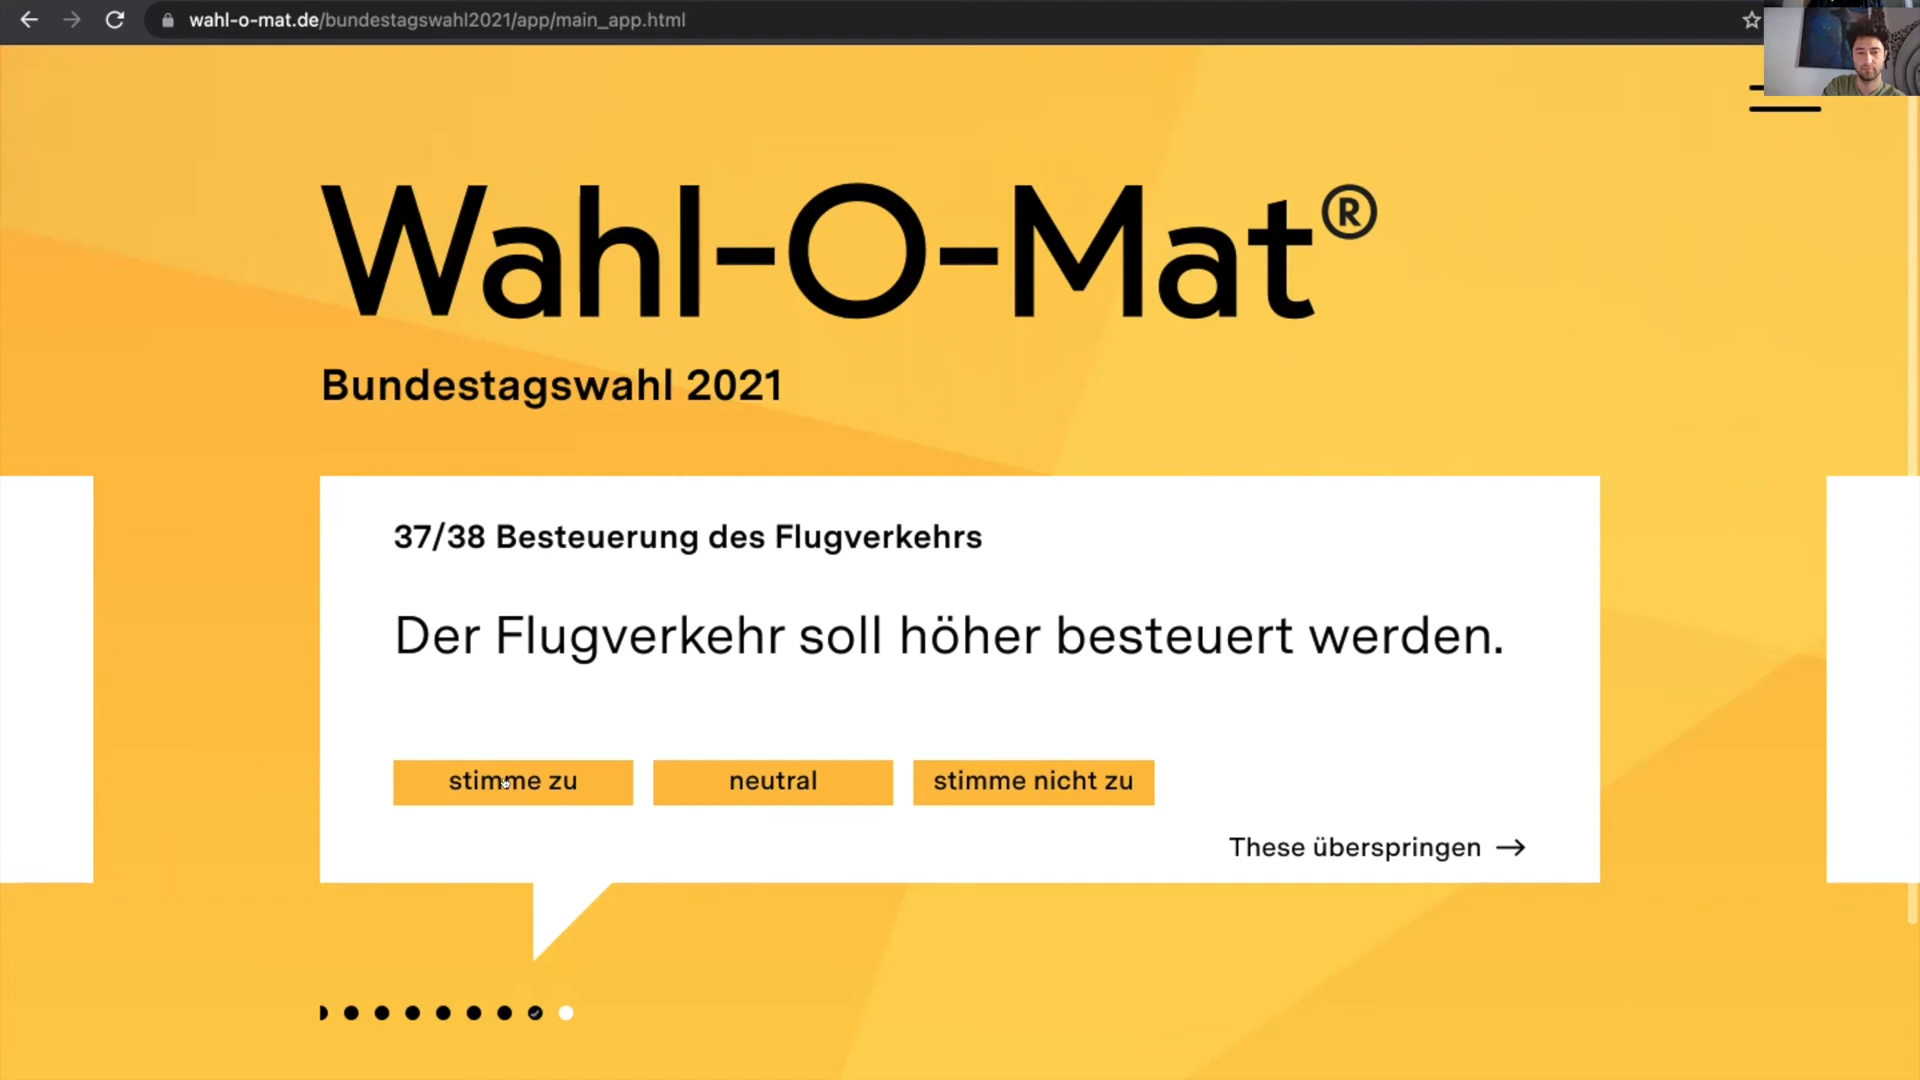 wahl-o-mat.de/bundestagswahl2021/app/main_app.html
Wahl-O-Mat®
Bundestagswahl 2021
37/38 Besteuerung des Flugverkehrs
Der Flugverkehr soll höher besteuert werden.
stimme zu
neutral
stimme nicht zu
These überspringen →